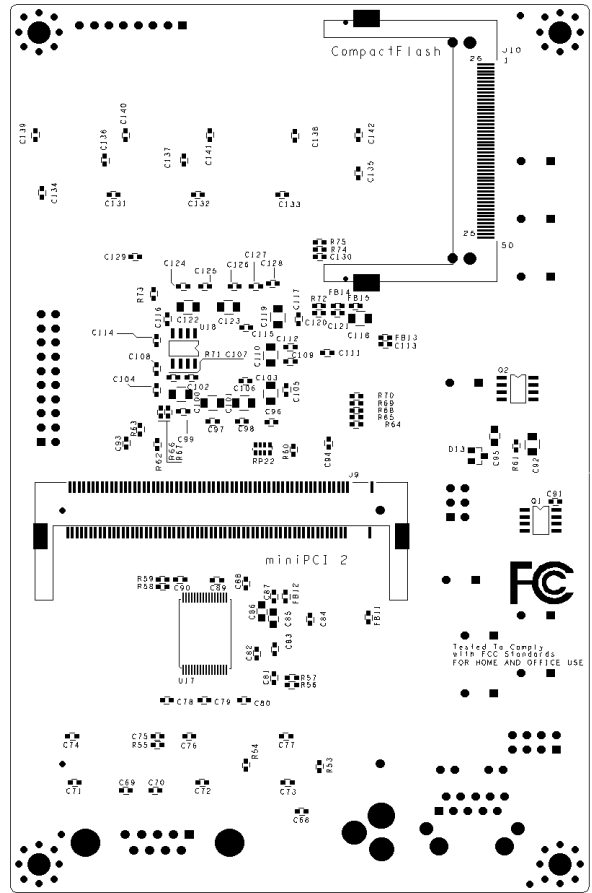 CompactFlash
J10
26
1
C140
C139
C136
C137
C141
C138
C142
C135
C134
C131
C132
C133
25
50
R75
R74
C130
C129
C124
C125
C126
C127
C128
R73
C116
C122
C123
C119
C117
R72
FB14
FB15
C120
C121
C118
U18
C115
C114
FB13
C113
C112
C110
C109
C111
R71
C107
C108
C104
C102
C103
C106
C105
C100
C101
Q2
R70
R69
R68
R65
R64
C99
C97
C98
C96
R63
C93
R62
R66
R67
RP22
R60
C94
D13
C95
R61
C92
J9
Q1
C91
miniPCI 2
R59
R58
C90
C89
C88
C87
FB12
C86
C85
C84
FB11
FC
C83
C82
U17
C81
R57
R56
Tested To Comply
with FCC Standards
FOR HOME AND OFFICE USE
C78
C79
C80
C74
C75
R55
C76
C77
R54
R53
C71
C69
C70
C72
C73
C68